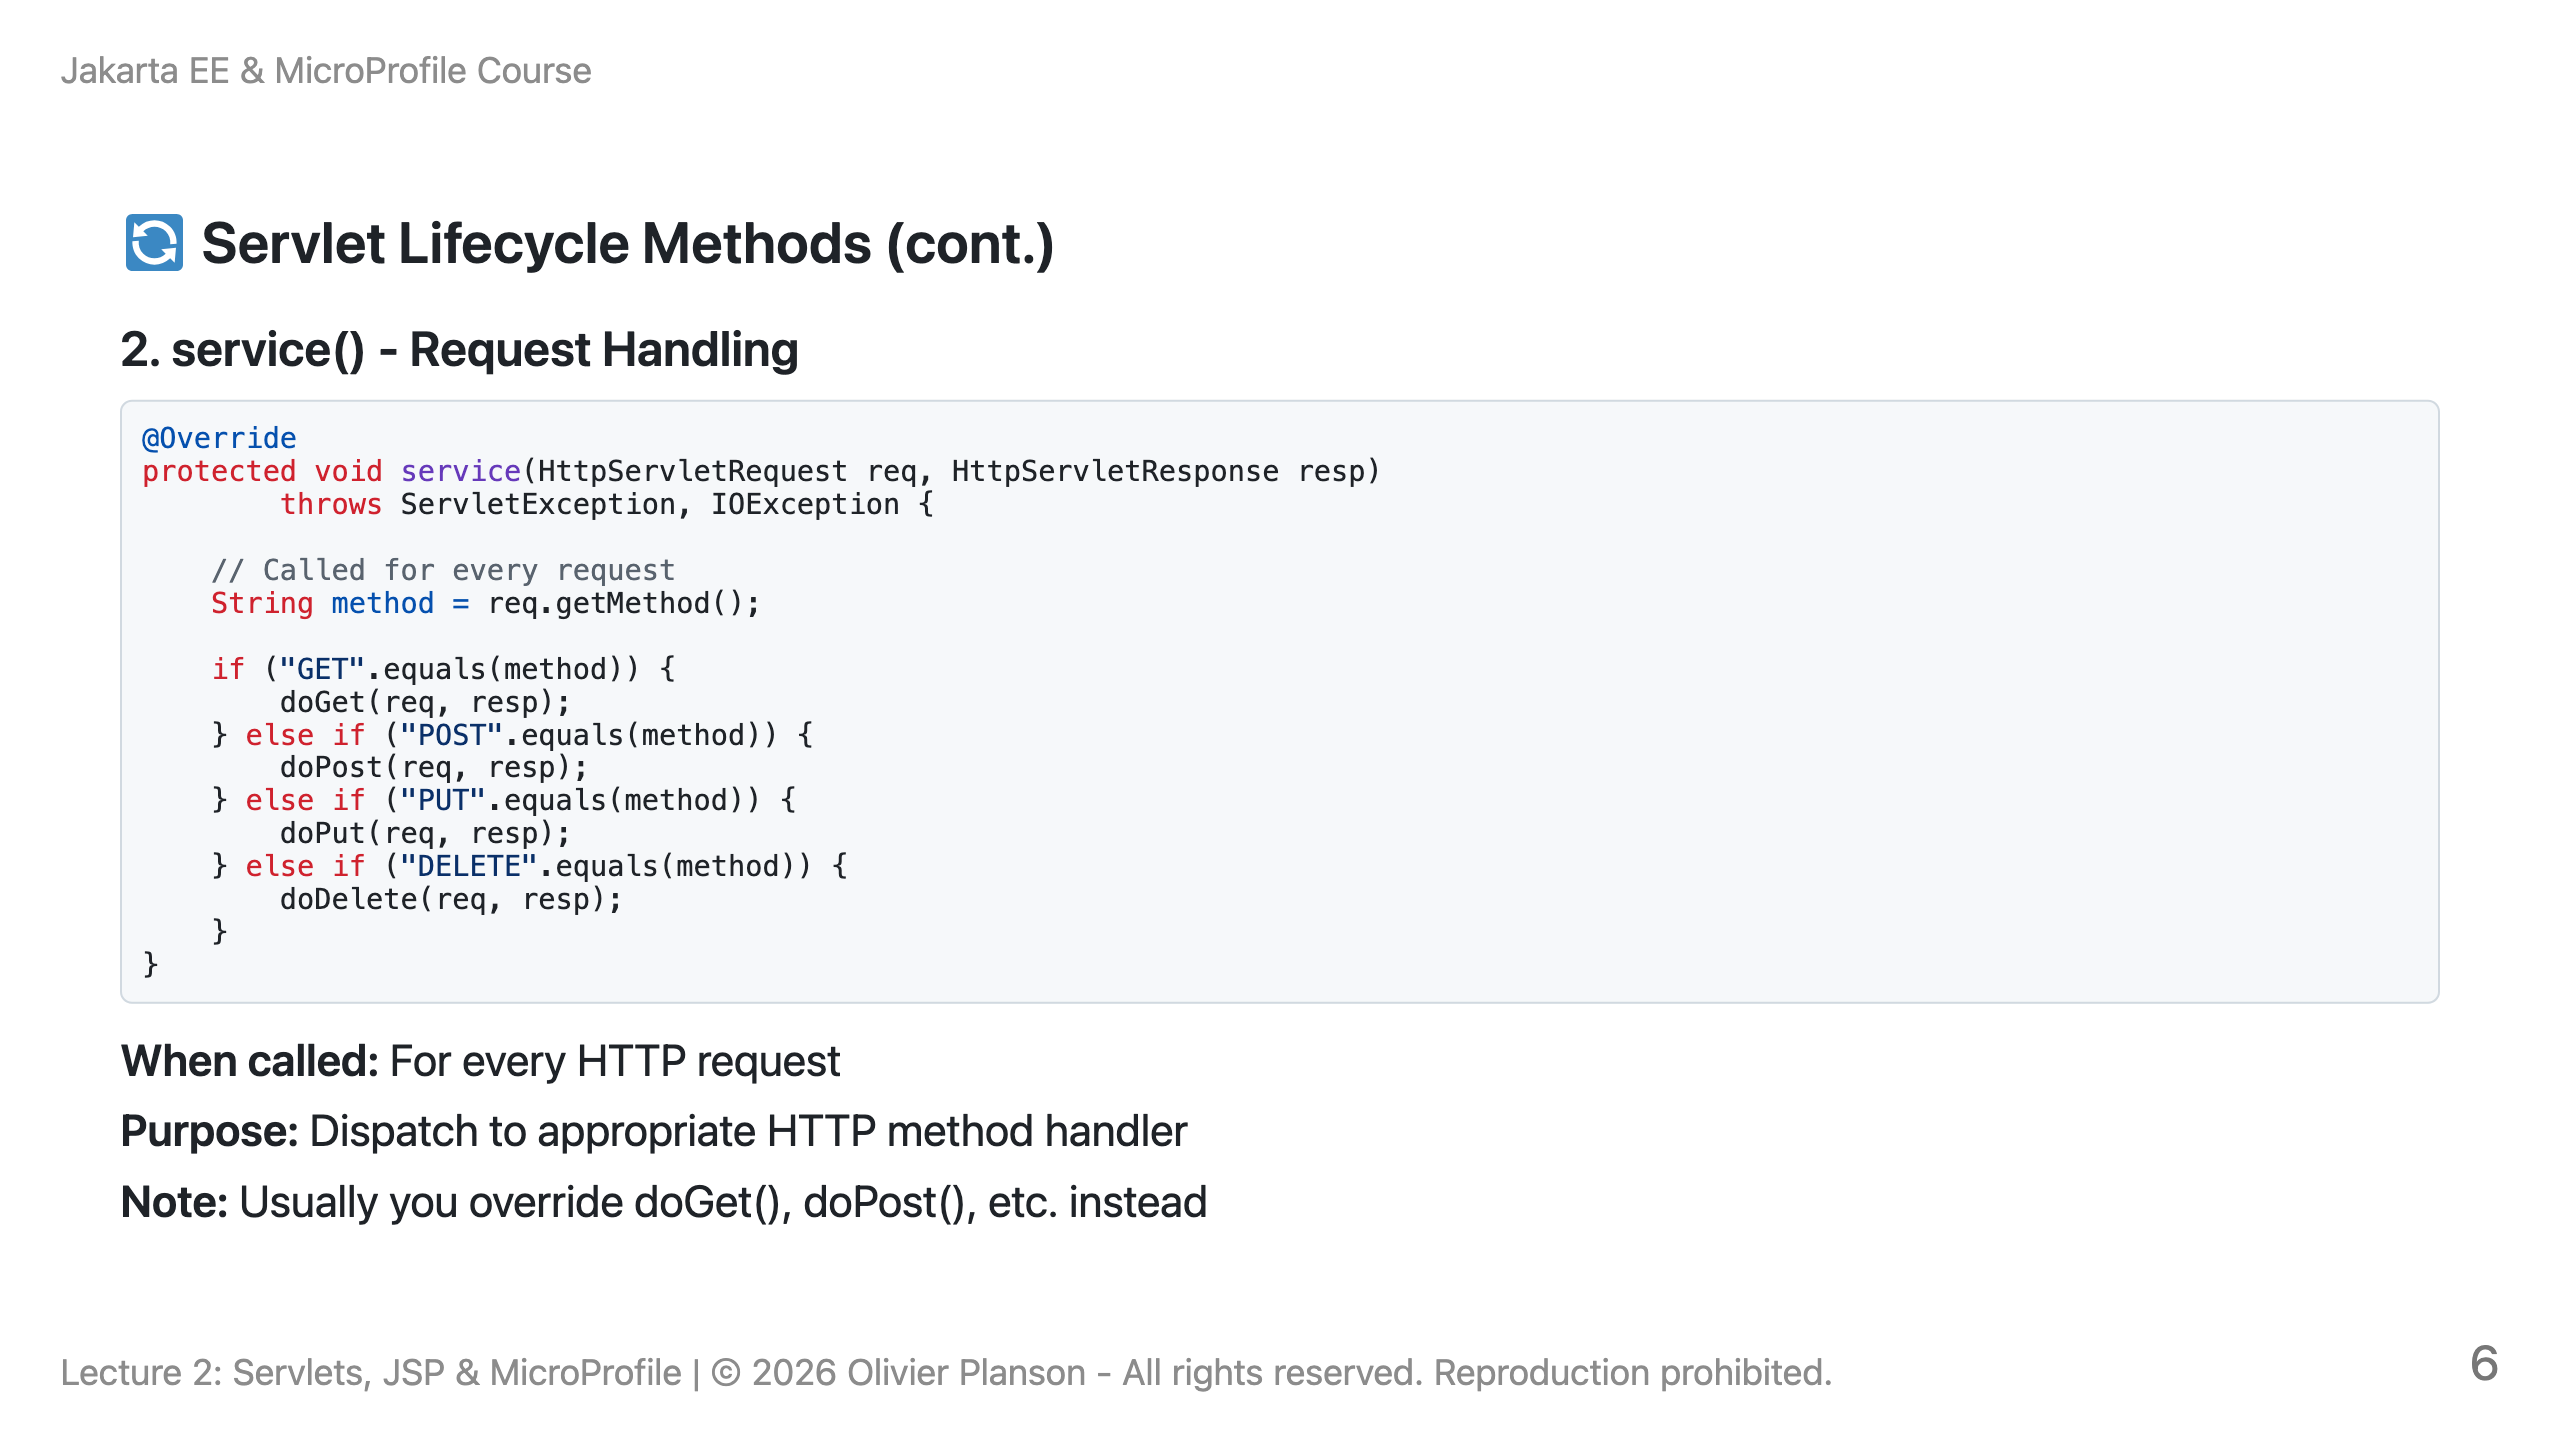 Jakarta EE & MicroProfile Course
🔄 Servlet Lifecycle Methods (cont.)
2. service() - Request Handling
@Override
protected void service(HttpServletRequest req, HttpServletResponse resp)
        throws ServletException, IOException {

    // Called for every request
    String method = req.getMethod();

    if ("GET".equals(method)) {
        doGet(req, resp);
    } else if ("POST".equals(method)) {
        doPost(req, resp);
    } else if ("PUT".equals(method)) {
        doPut(req, resp);
    } else if ("DELETE".equals(method)) {
        doDelete(req, resp);
    }
}
When called: For every HTTP request
Purpose: Dispatch to appropriate HTTP method handler
Note: Usually you override doGet(), doPost(), etc. instead
Lecture 2: Servlets, JSP & MicroProfile | © 2026 Olivier Planson - All rights reserved. Reproduction prohibited.
6